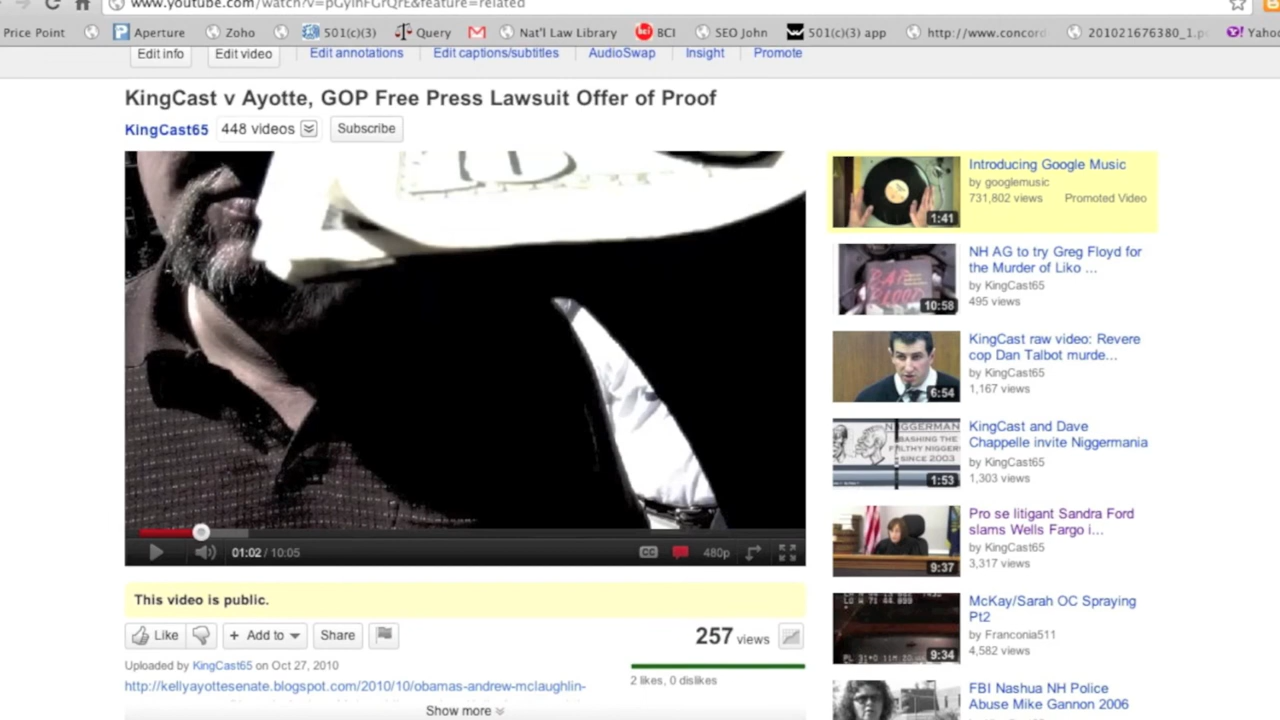 www.youtube.com/watch?v=pGyInFGrQrE&feature=related
Price Point Aperture Zoho 501(c)(3) Query Nat'l Law Library BCI SEO John 501(c)(3) app http://www.concord 201021676380_1.p Yahoo
Edit info Edit video Edit annotations Edit captions/subtitles AudioSwap Insight Promote
KingCast v Ayotte, GOP Free Press Lawsuit Offer of Proof
KingCast65 448 videos Subscribe
01:02 / 10:05 CC 480p
This video is public.
Like + Add to Share 257 views
Uploaded by KingCast65 on Oct 27, 2010
2 likes, 0 dislikes
http://kellyayottesenate.blogspot.com/2010/10/obamas-andrew-mclaughlin-
Show more
Introducing Google Music
by googlemusic
731,802 views Promoted Video
1:41
NH AG to try Greg Floyd for
the Murder of Liko ...
by KingCast65
495 views
10:58
KingCast raw video: Revere
cop Dan Talbot murde...
by KingCast65
1,167 views
6:54
NIGGERMAN
BASHING THE
FILTHY NIGGER
SINCE 2003
1:53
KingCast and Dave
Chappelle invite Niggermania
by KingCast65
1,303 views
Pro se litigant Sandra Ford
slams Wells Fargo i...
by KingCast65
3,317 views
9:37
McKay/Sarah OC Spraying
Pt2
by Franconia511
4,582 views
9:34
FBI Nashua NH Police
Abuse Mike Gannon 2006